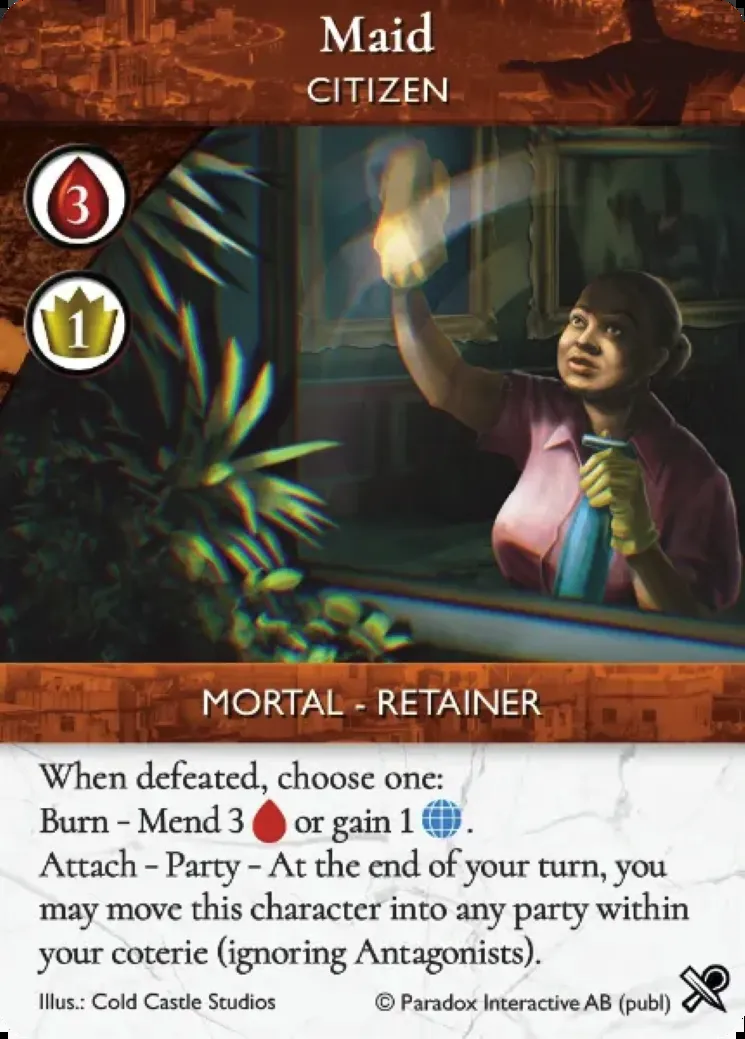 Maid
CITIZEN
3
1
MORTAL - RETAINER
When defeated, choose one:
Burn – Mend 3 or gain 1 .
Attach – Party – At the end of your turn, you
may move this character into any party within
your coterie (ignoring Antagonists).
Illus.: Cold Castle Studios © Paradox Interactive AB (publ)